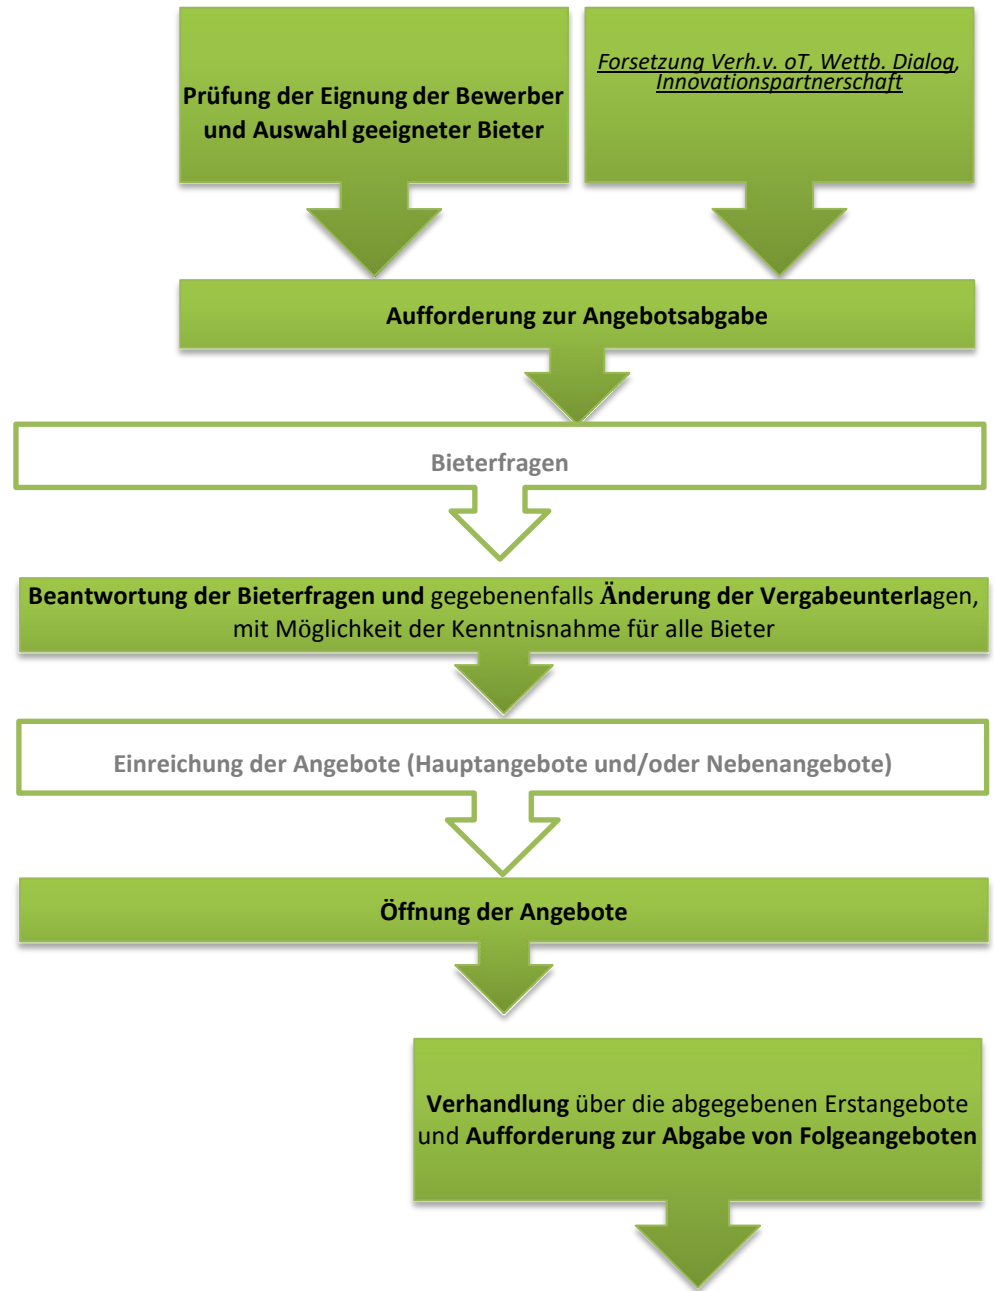 Prüfung der Eignung der Bewerber
und Auswahl geeigneter Bieter
Forsetzung Verh.v. oT, Wettb. Dialog,
Innovationspartnerschaft
Aufforderung zur Angebotsabgabe
Bieterfragen
Beantwortung der Bieterfragen und gegebenenfalls Änderung der Vergabeunterlagen,
mit Möglichkeit der Kenntnisnahme für alle Bieter
Einreichung der Angebote (Hauptangebote und/oder Nebenangebote)
Öffnung der Angebote
Verhandlung über die abgegebenen Erstangebote
und Aufforderung zur Abgabe von Folgeangeboten